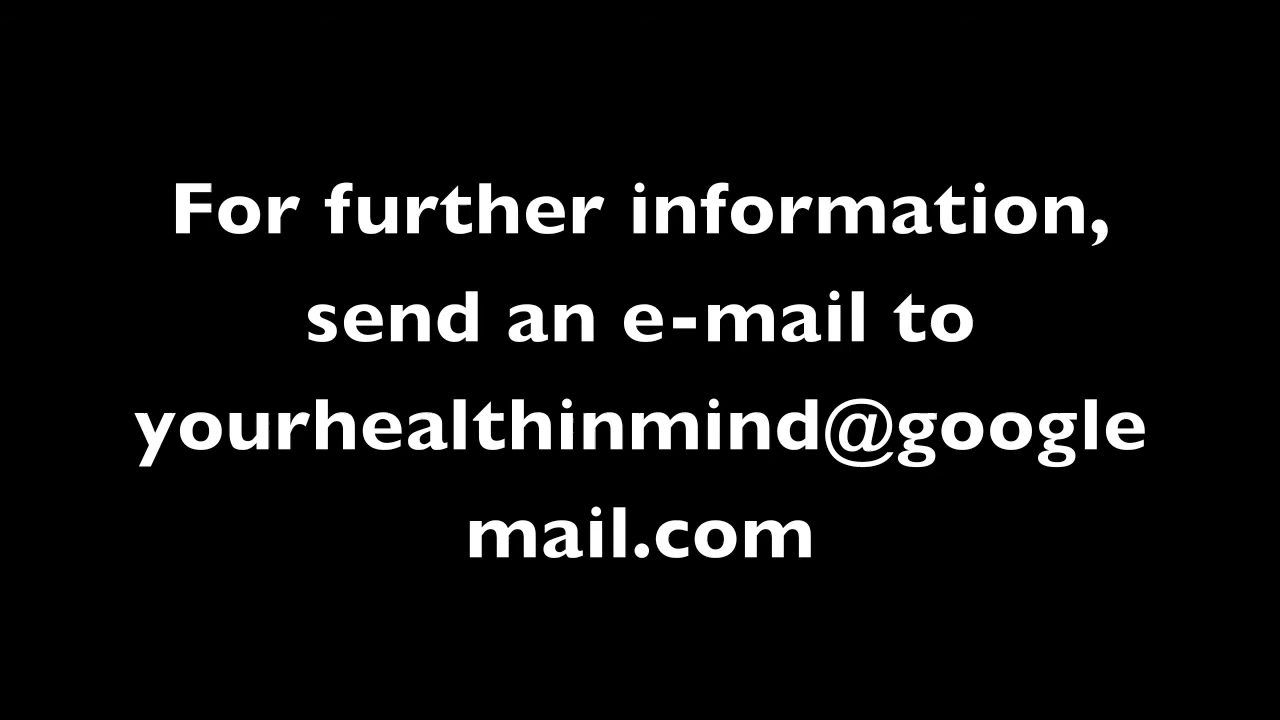 For further information,
send an e-mail to
yourhealthinmind@google
mail.com